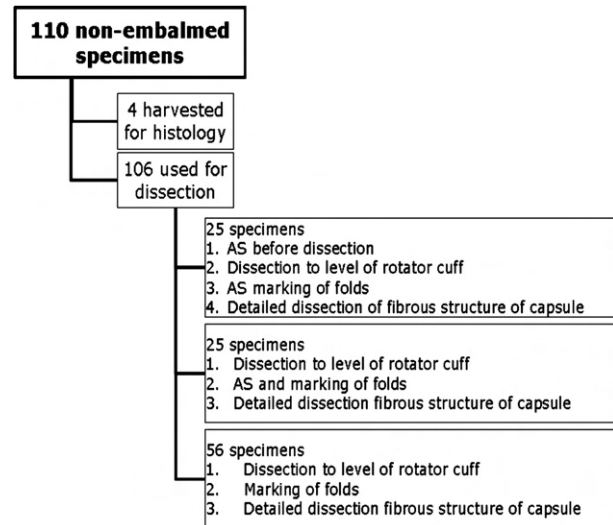 110 non-embalmed
specimens
4 harvested
for histology
106 used for
dissection
25 specimens
1. AS before dissection
2. Dissection to level of rotator cuff
3. AS marking of folds
4. Detailed dissection of fibrous structure of capsule
25 specimens
1. Dissection to level of rotator cuff
2. AS and marking of folds
3. Detailed dissection fibrous structure of capsule
56 specimens
1. Dissection to level of rotator cuff
2. Marking of folds
3. Detailed dissection fibrous structure of capsule